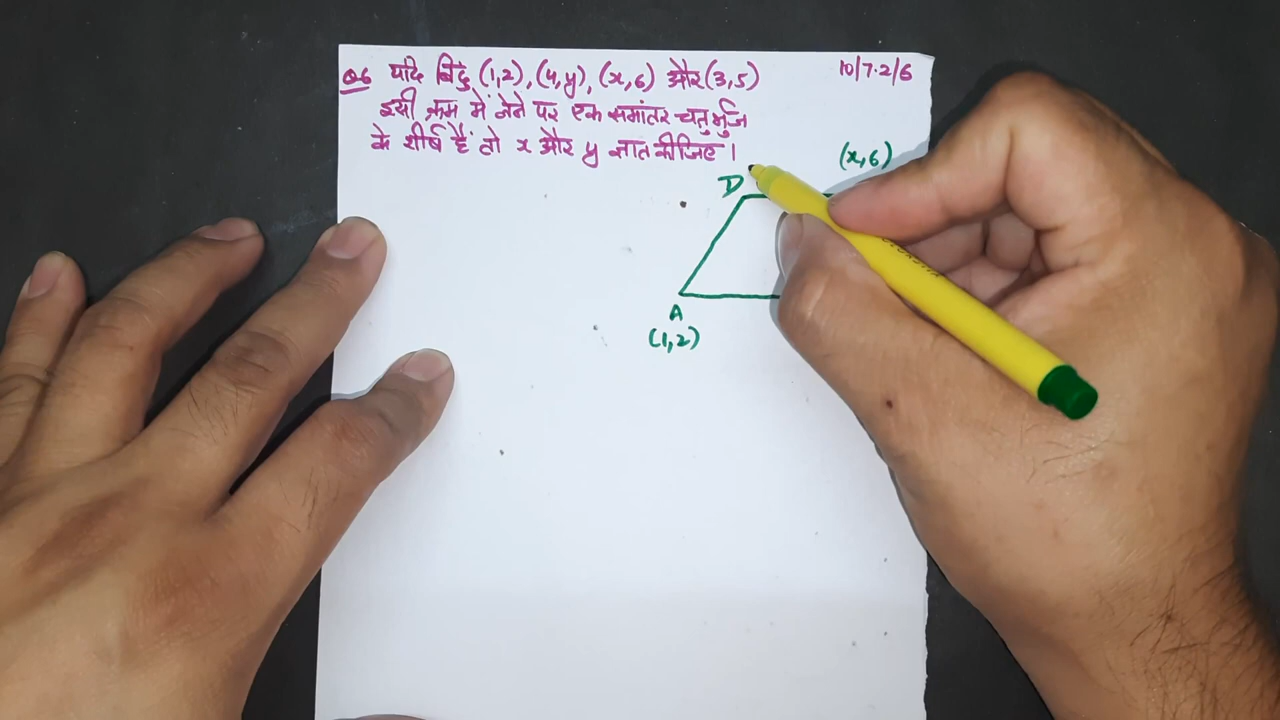 Q6 यदि बिंदु (1,2), (4,y), (x,6) और (3,5)
इसी क्रम में लेने पर एक समांतर चतुर्भुज
के शीर्ष हैं तो x और y ज्ञात कीजिए।
10/7.2/6
(x,6)
D
A
(1,2)